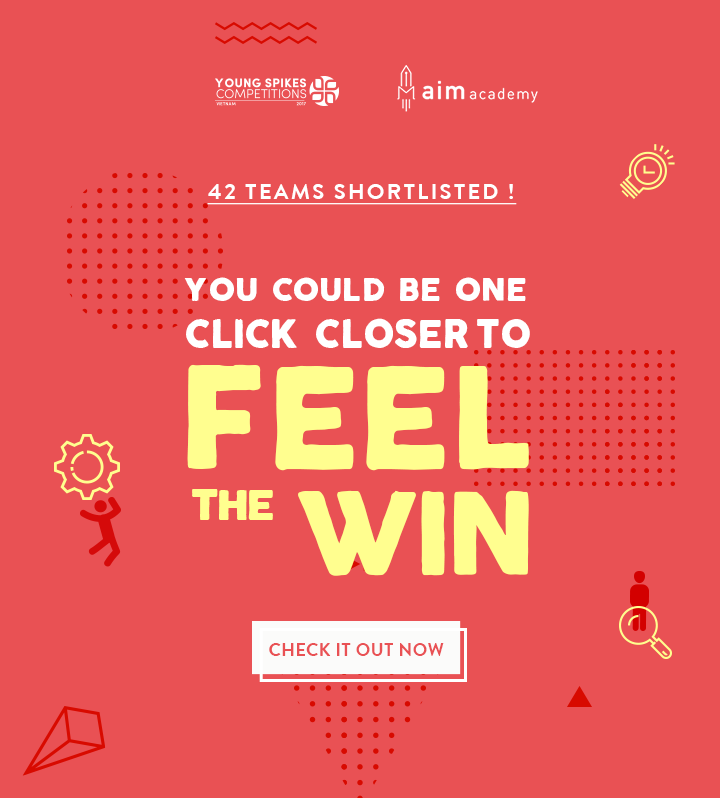 YOUNG SPIKES
COMPETITIONS
VIETNAM 2017
aim academy
42 TEAMS SHORTLISTED !
YOU COULD BE ONE
CLICK CLOSER TO
FEEL
THE WIN
CHECK IT OUT NOW